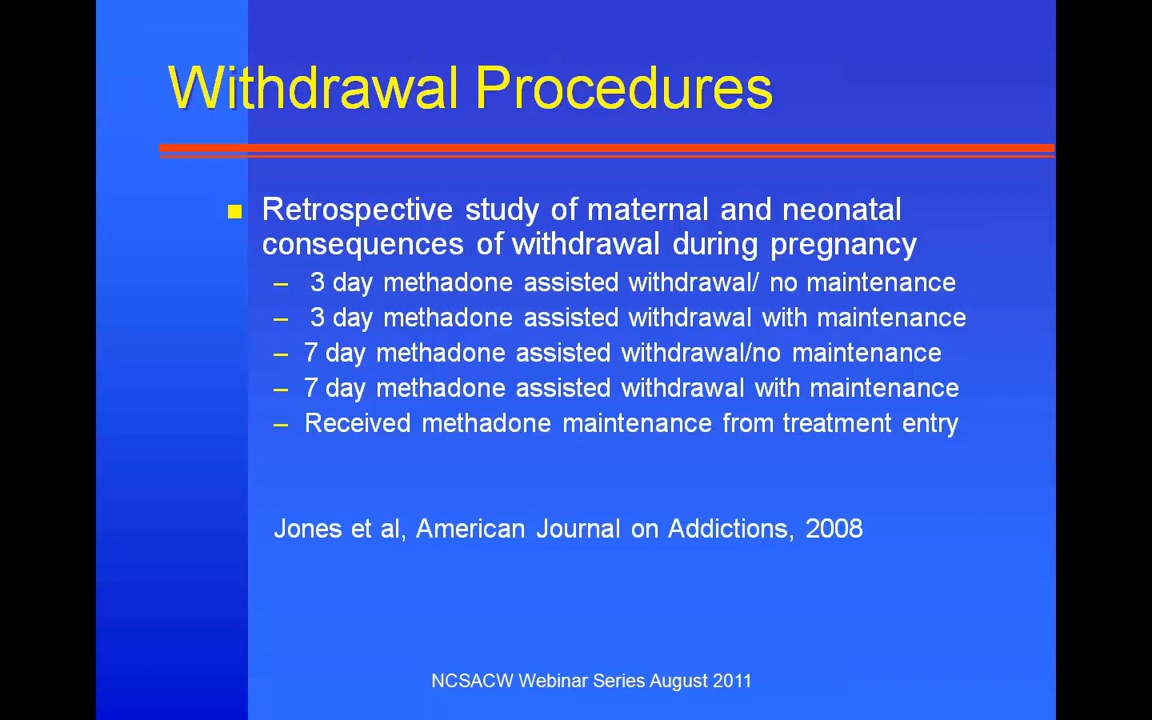 Withdrawal Procedures
Retrospective study of maternal and neonatal
consequences of withdrawal during pregnancy
– 3 day methadone assisted withdrawal/ no maintenance
– 3 day methadone assisted withdrawal with maintenance
– 7 day methadone assisted withdrawal/no maintenance
– 7 day methadone assisted withdrawal with maintenance
– Received methadone maintenance from treatment entry
Jones et al, American Journal on Addictions, 2008
NCSACW Webinar Series August 2011